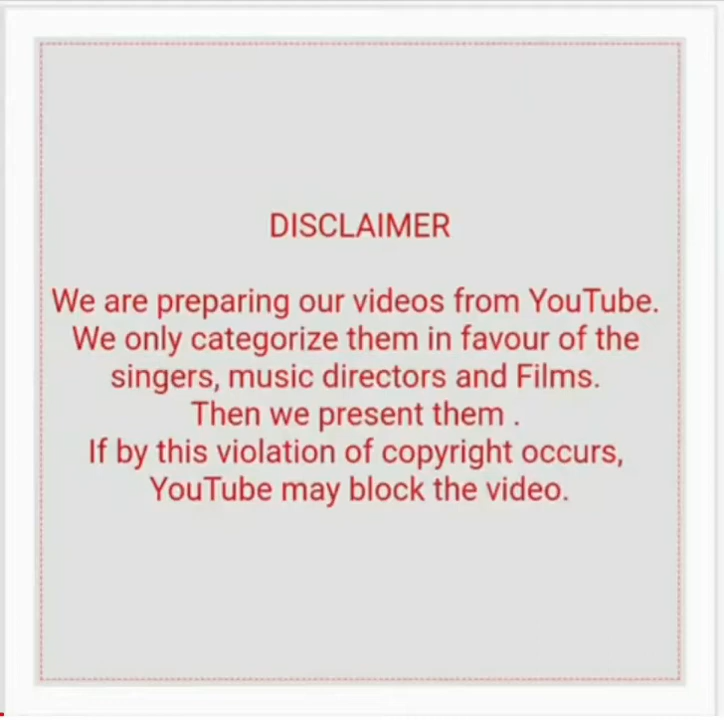 DISCLAIMER
We are preparing our videos from YouTube.
We only categorize them in favour of the
singers, music directors and Films.
Then we present them .
If by this violation of copyright occurs,
YouTube may block the video.